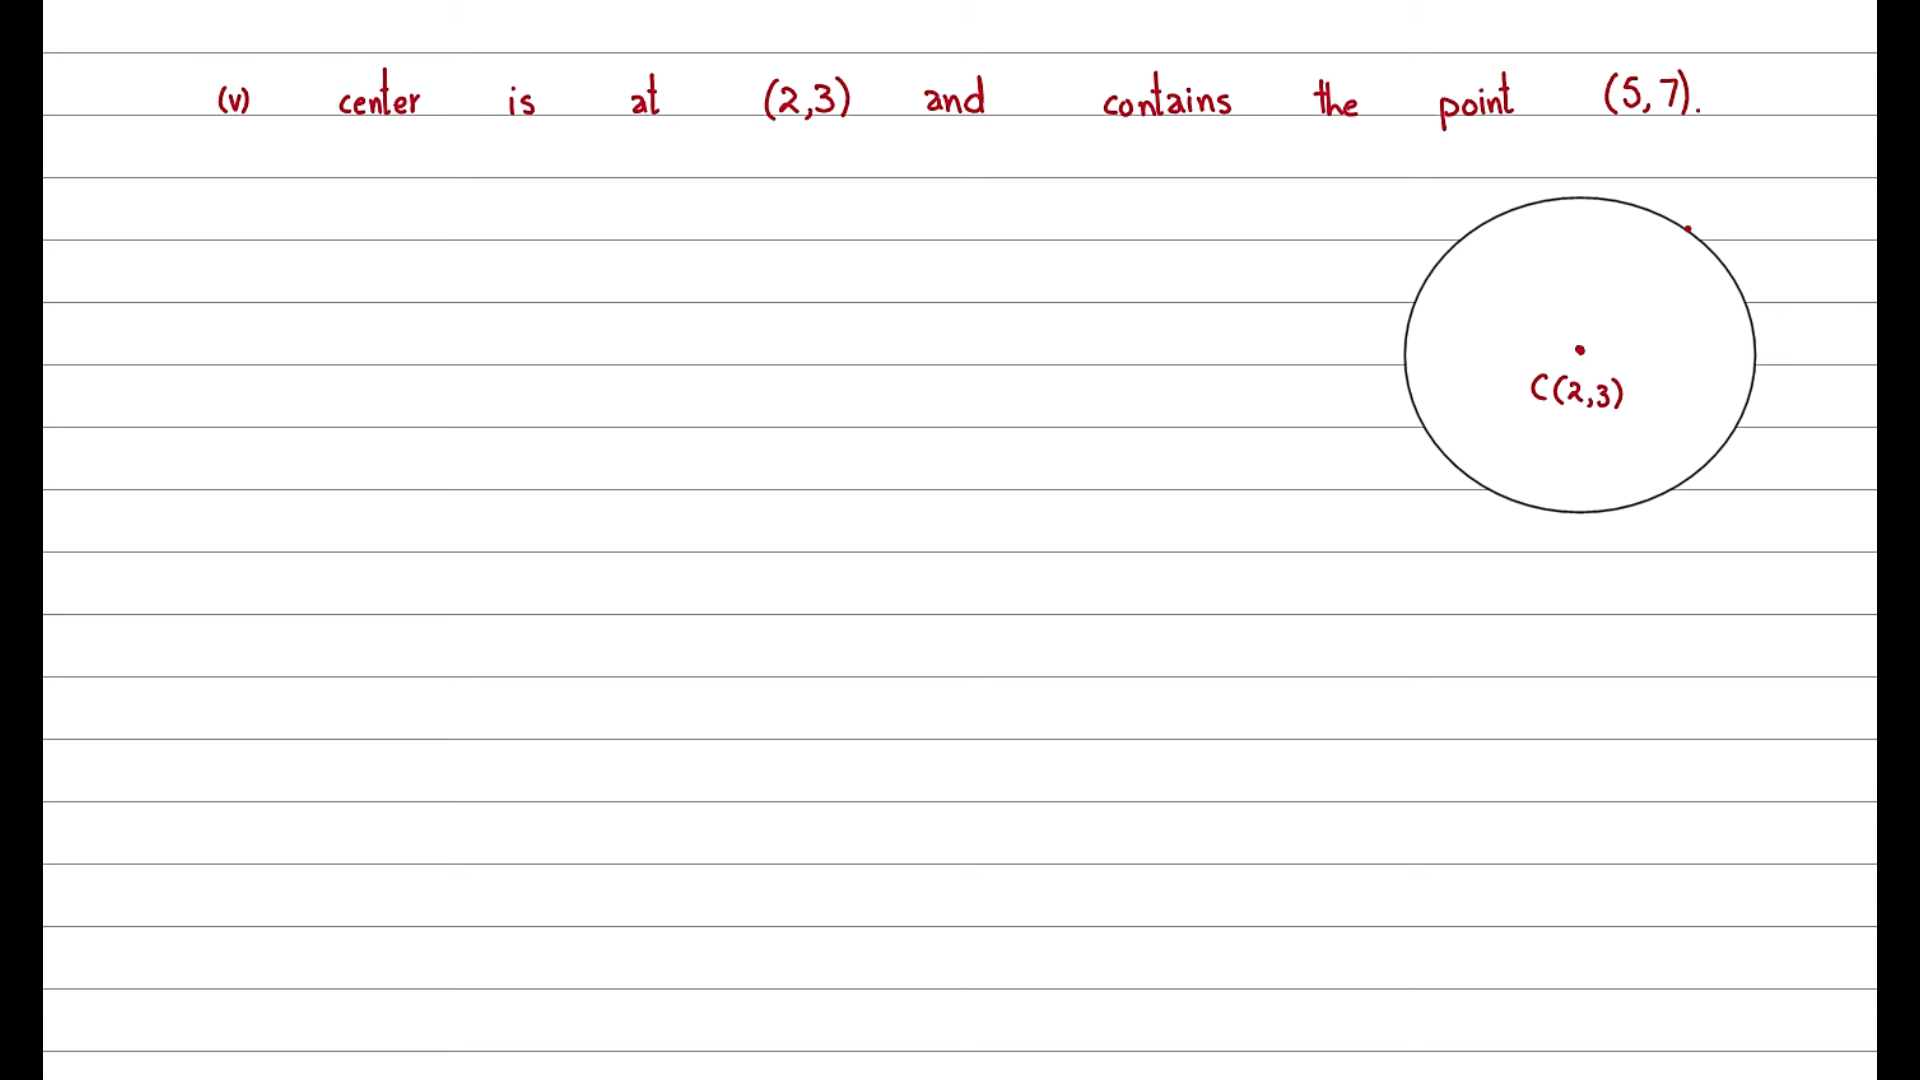 (v) center is at (2,3) and contains the point (5,7).
C(2,3)